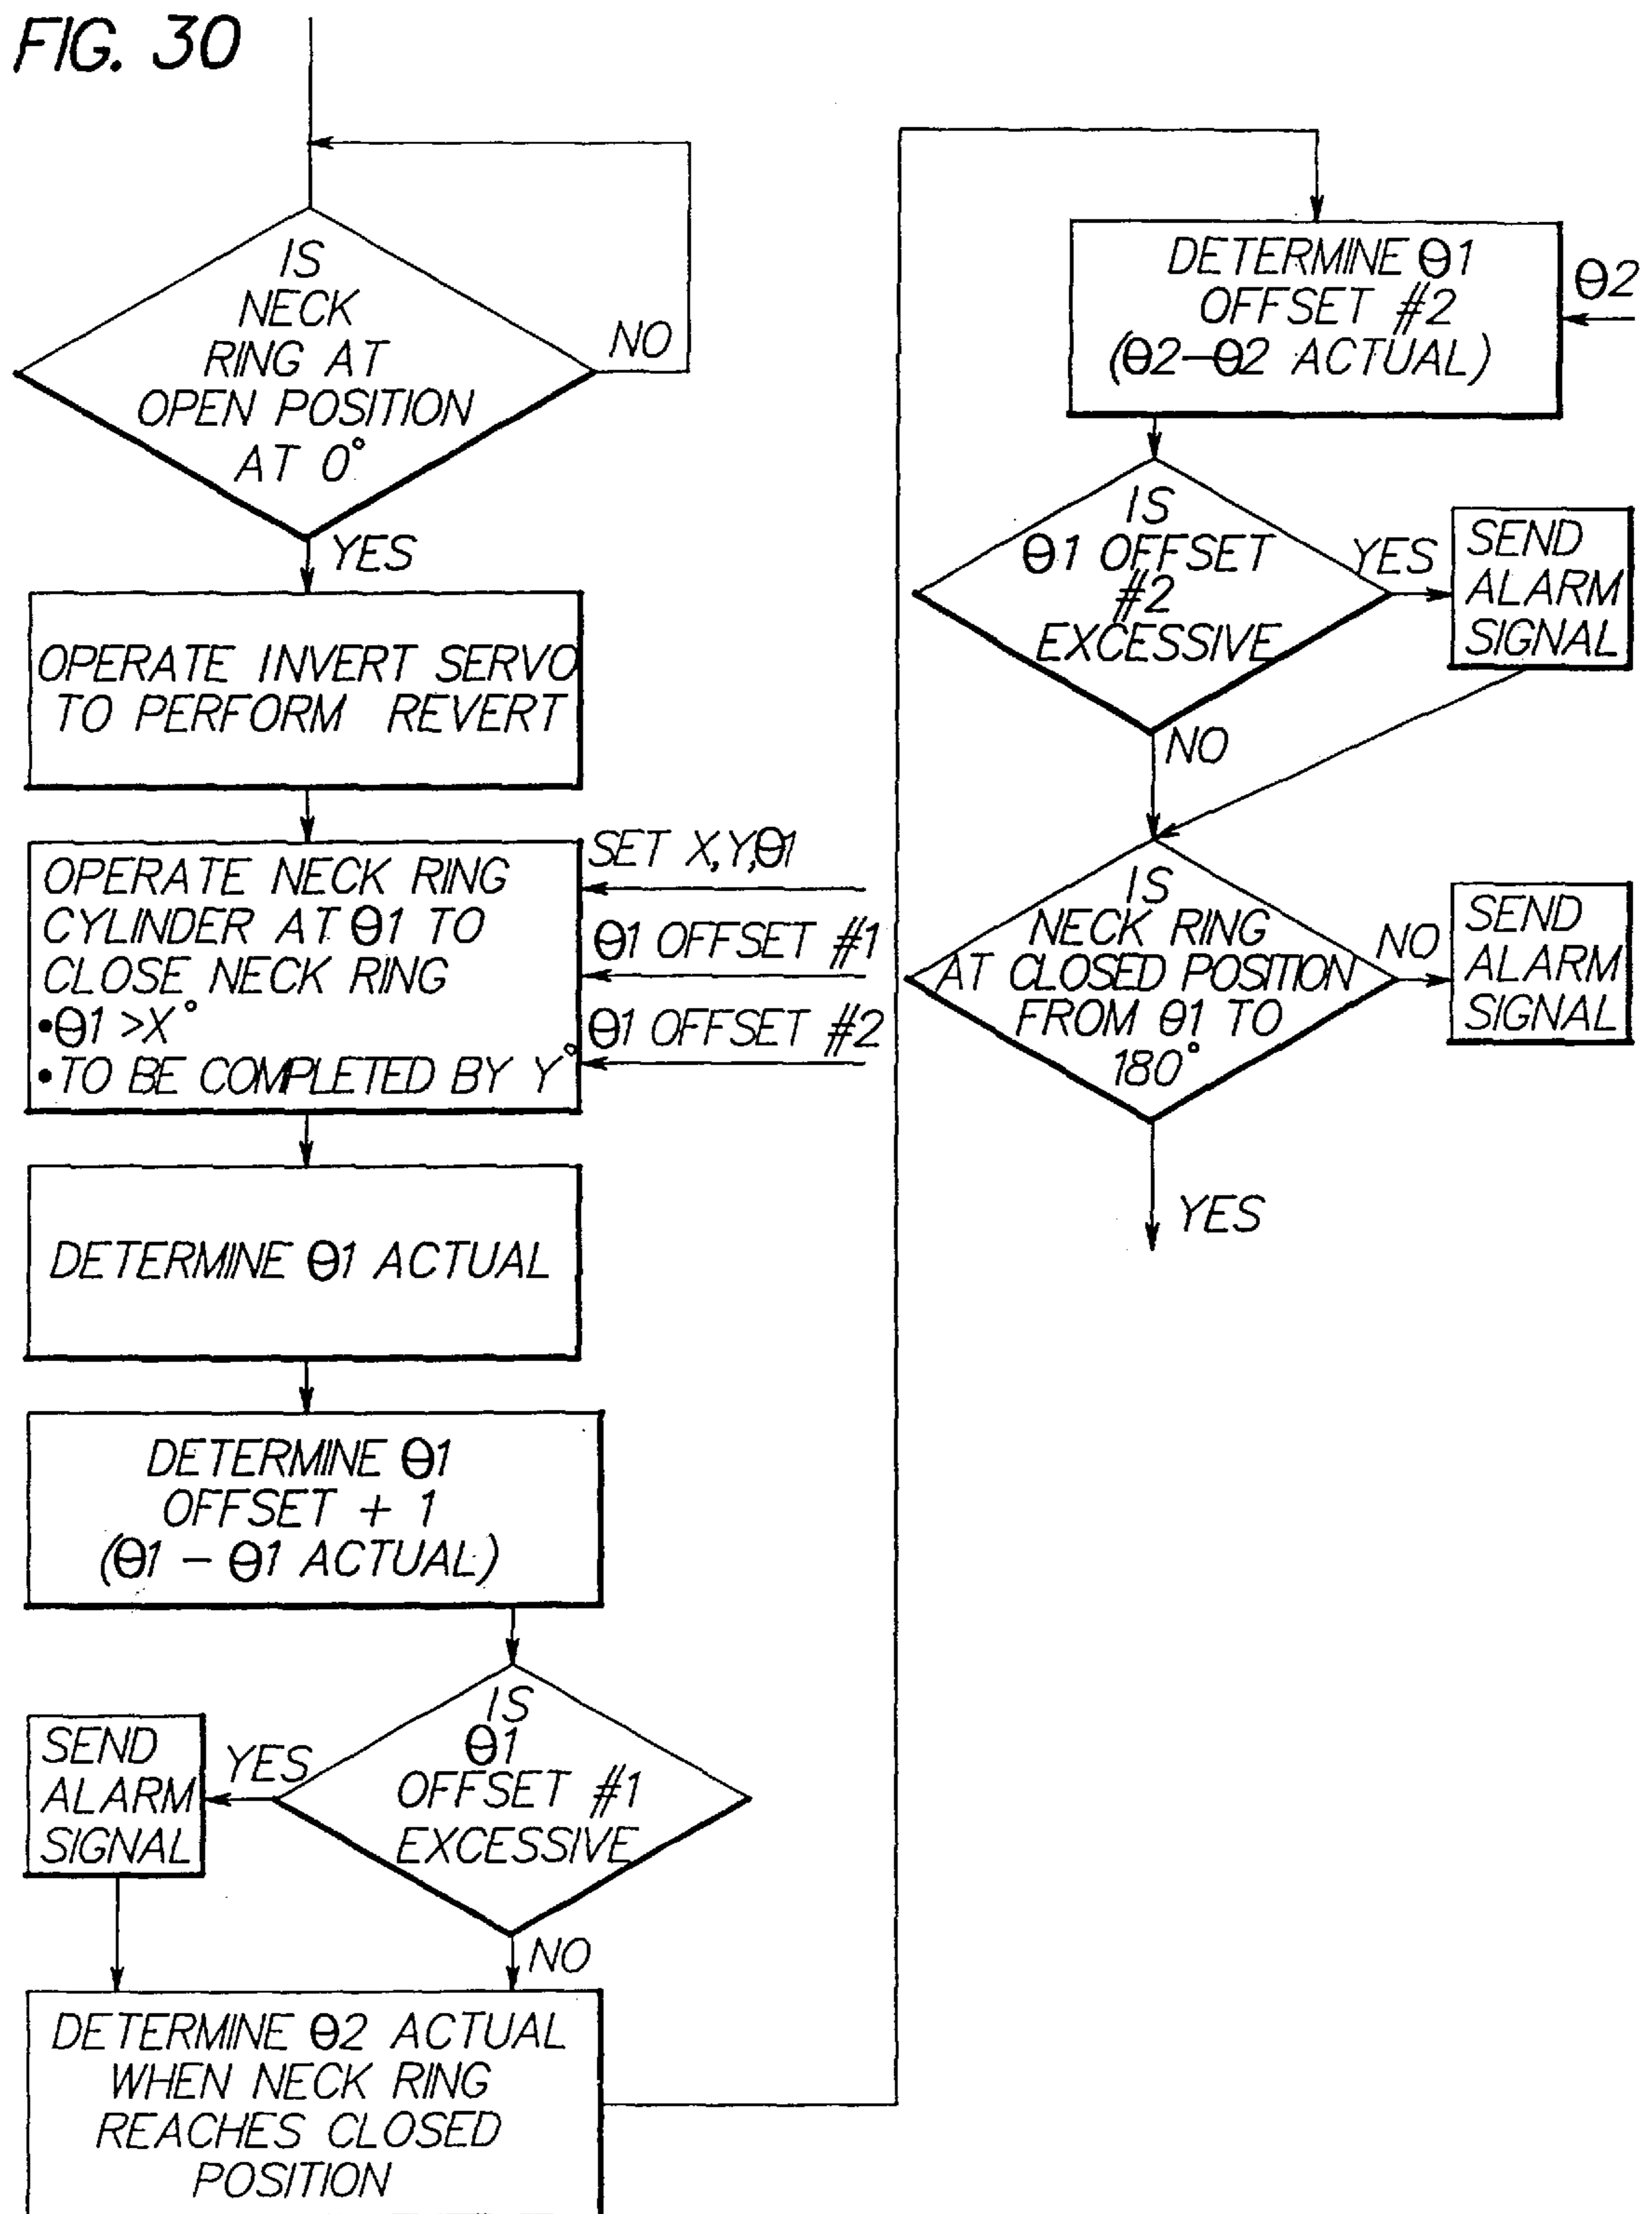 FIG. 30
IS
NECK
RING AT
OPEN POSITION
AT 0°
NO
YES
OPERATE INVERT SERVO
TO PERFORM REVERT
OPERATE NECK RING
CYLINDER AT Θ1 TO
CLOSE NECK RING
•Θ1 >X°
•TO BE COMPLETED BY Y°
SET X,Y,Θ1
Θ1 OFFSET #1
Θ1 OFFSET #2
DETERMINE Θ1 ACTUAL
DETERMINE Θ1
OFFSET + 1
(Θ1 - Θ1 ACTUAL)
IS
Θ1
OFFSET #1
EXCESSIVE
YES
SEND
ALARM
SIGNAL
NO
DETERMINE Θ2 ACTUAL
WHEN NECK RING
REACHES CLOSED
POSITION
DETERMINE Θ1
OFFSET #2
(Θ2-Θ2 ACTUAL)
Θ2
IS
Θ1 OFFSET
#2
EXCESSIVE
YES
SEND
ALARM
SIGNAL
NO
IS
NECK RING
AT CLOSED POSITION
FROM Θ1 TO
180°
NO
SEND
ALARM
SIGNAL
YES